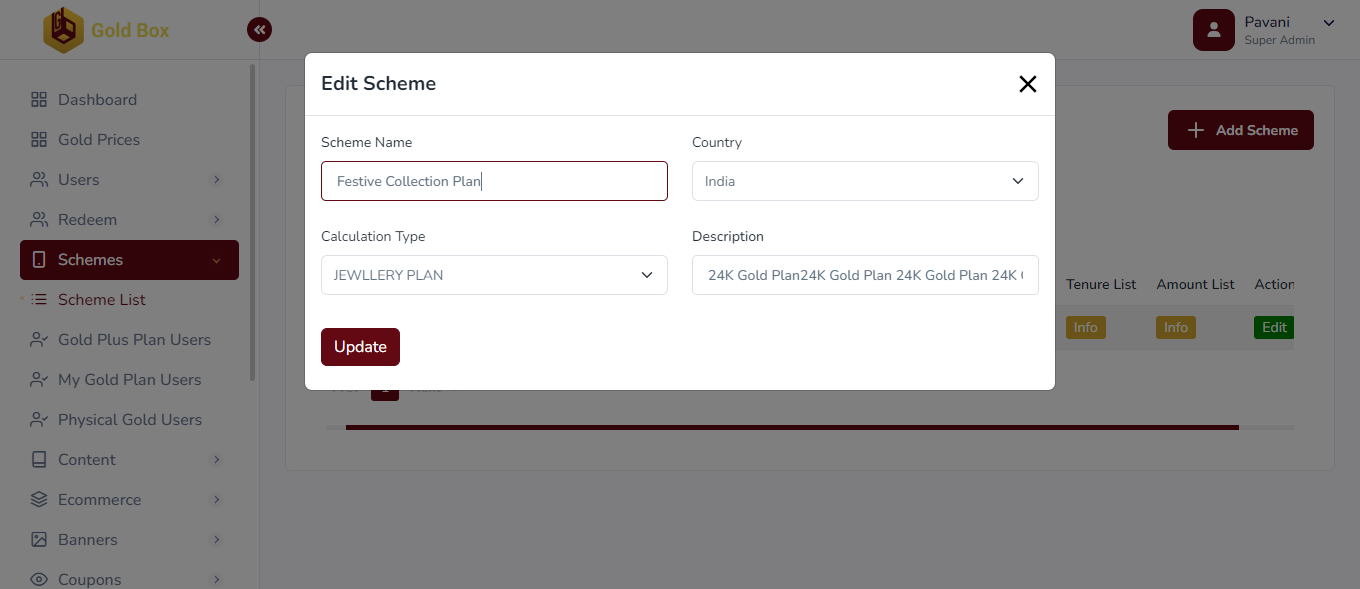 Gold Box
Pavani
Super Admin
Edit Scheme
Dashboard
Gold Prices
Users
Redeem
Schemes
Scheme List
Gold Plus Plan Users
My Gold Plan Users
Physical Gold Users
Content
Ecommerce
Banners
Coupons
Add Scheme
Scheme Name
Country
Festive Collection Plan
India
Calculation Type
Description
JEWLLERY PLAN
24K Gold Plan24K Gold Plan 24K Gold Plan 24K
Update
Tenure List Amount List Action
Info Info Edit